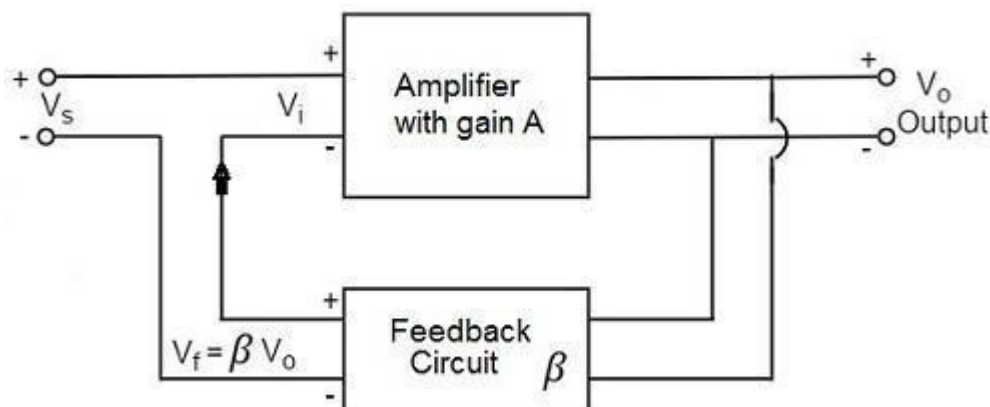 +
+
V_s
-
V_i
-
Amplifier
with gain A
+
V_o
Output
-
+
V_f = β V_o
-
Feedback
Circuit
β